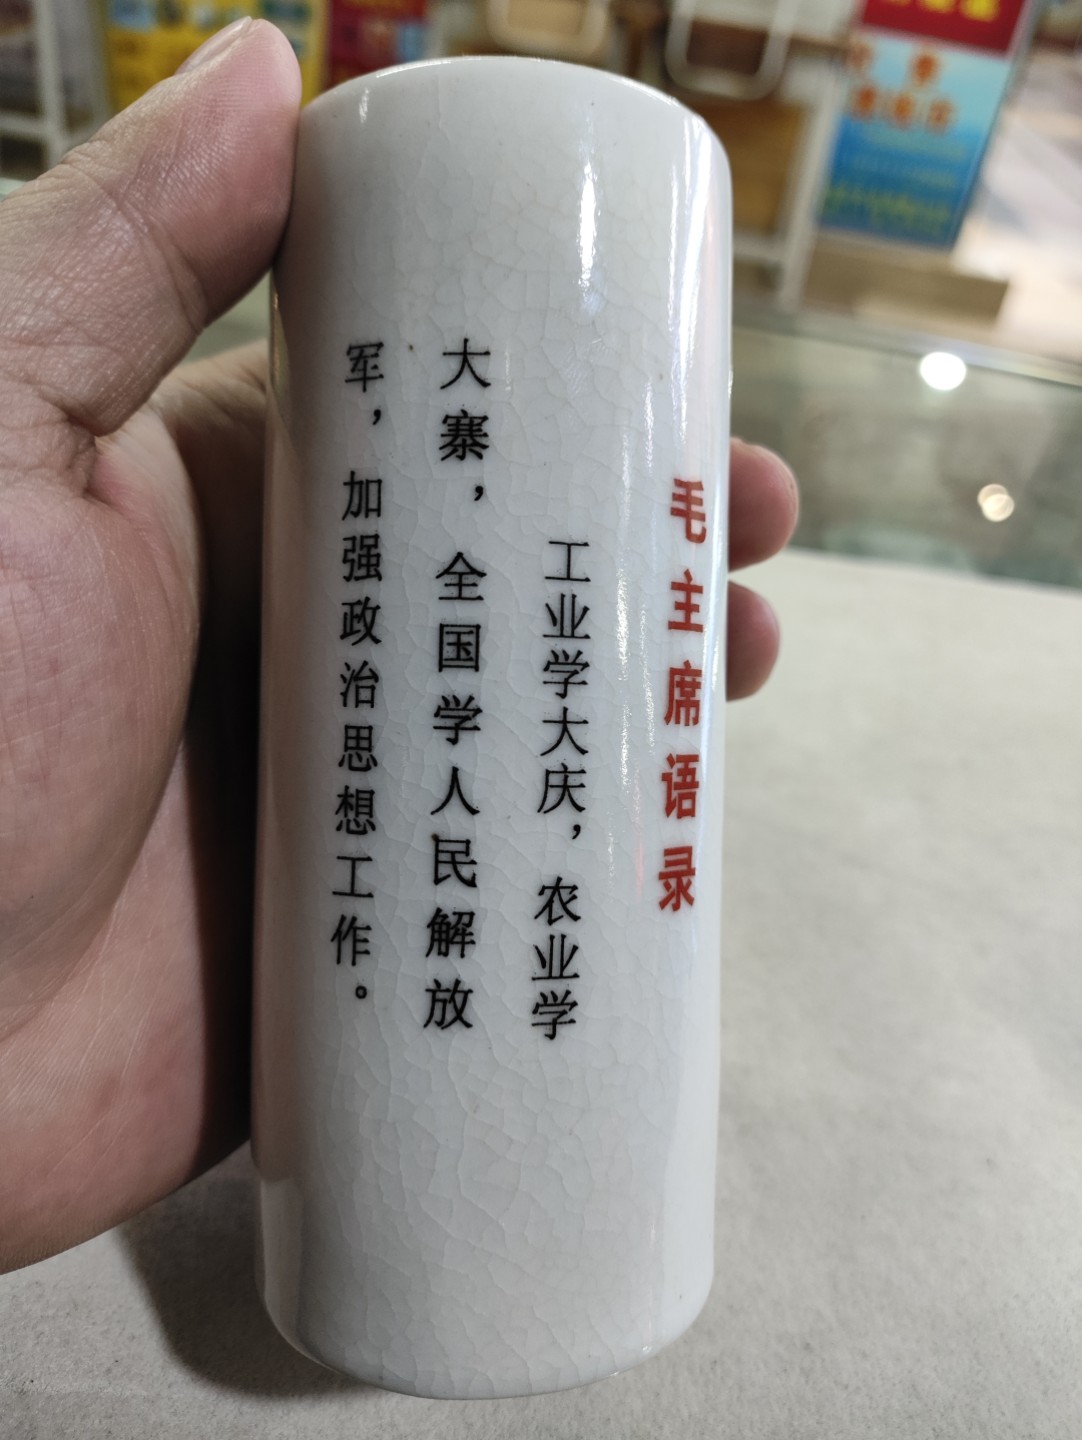 毛主席语录
工业学大庆，农业学
大寨，全国学人民解放
军，加强政治思想工作。